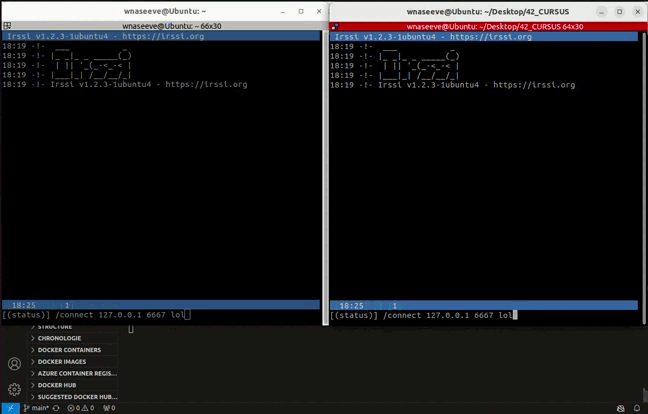 wnaseeve@Ubuntu: ~
wnaseeve@Ubuntu: ~ 66x30
Irssi v1.2.3-1ubuntu4 - https://irssi.org
18:19 -!-  ___           _
18:19 -!- |_ _|_ _ _____(_)
18:19 -!-  | || '_(_-<_-< |
18:19 -!- |___|_| /__/__/_|
18:19 -!- Irssi v1.2.3-1ubuntu4 - https://irssi.org
18:25
1
[(status)] /connect 127.0.0.1 6667 lol
wnaseeve@Ubuntu: ~/Desktop/42_CURSUS
wnaseeve@Ubuntu: ~/Desktop/42_CURSUS 64x30
Irssi v1.2.3-1ubuntu4 - https://irssi.org
18:19 -!-  ___           _
18:19 -!- |_ _|_ _ _____(_)
18:19 -!-  | || '_(_-<_-< |
18:19 -!- |___|_| /__/__/_|
18:19 -!- Irssi v1.2.3-1ubuntu4 - https://irssi.org
18:25
[(status)] /connect 127.0.0.1 6667 lol
STRUCTURE
CHRONOLOGIE
DOCKER CONTAINERS
DOCKER IMAGES
AZURE CONTAINER REGIS...
DOCKER HUB
SUGGESTED DOCKER HUB...
main*
0
0
0